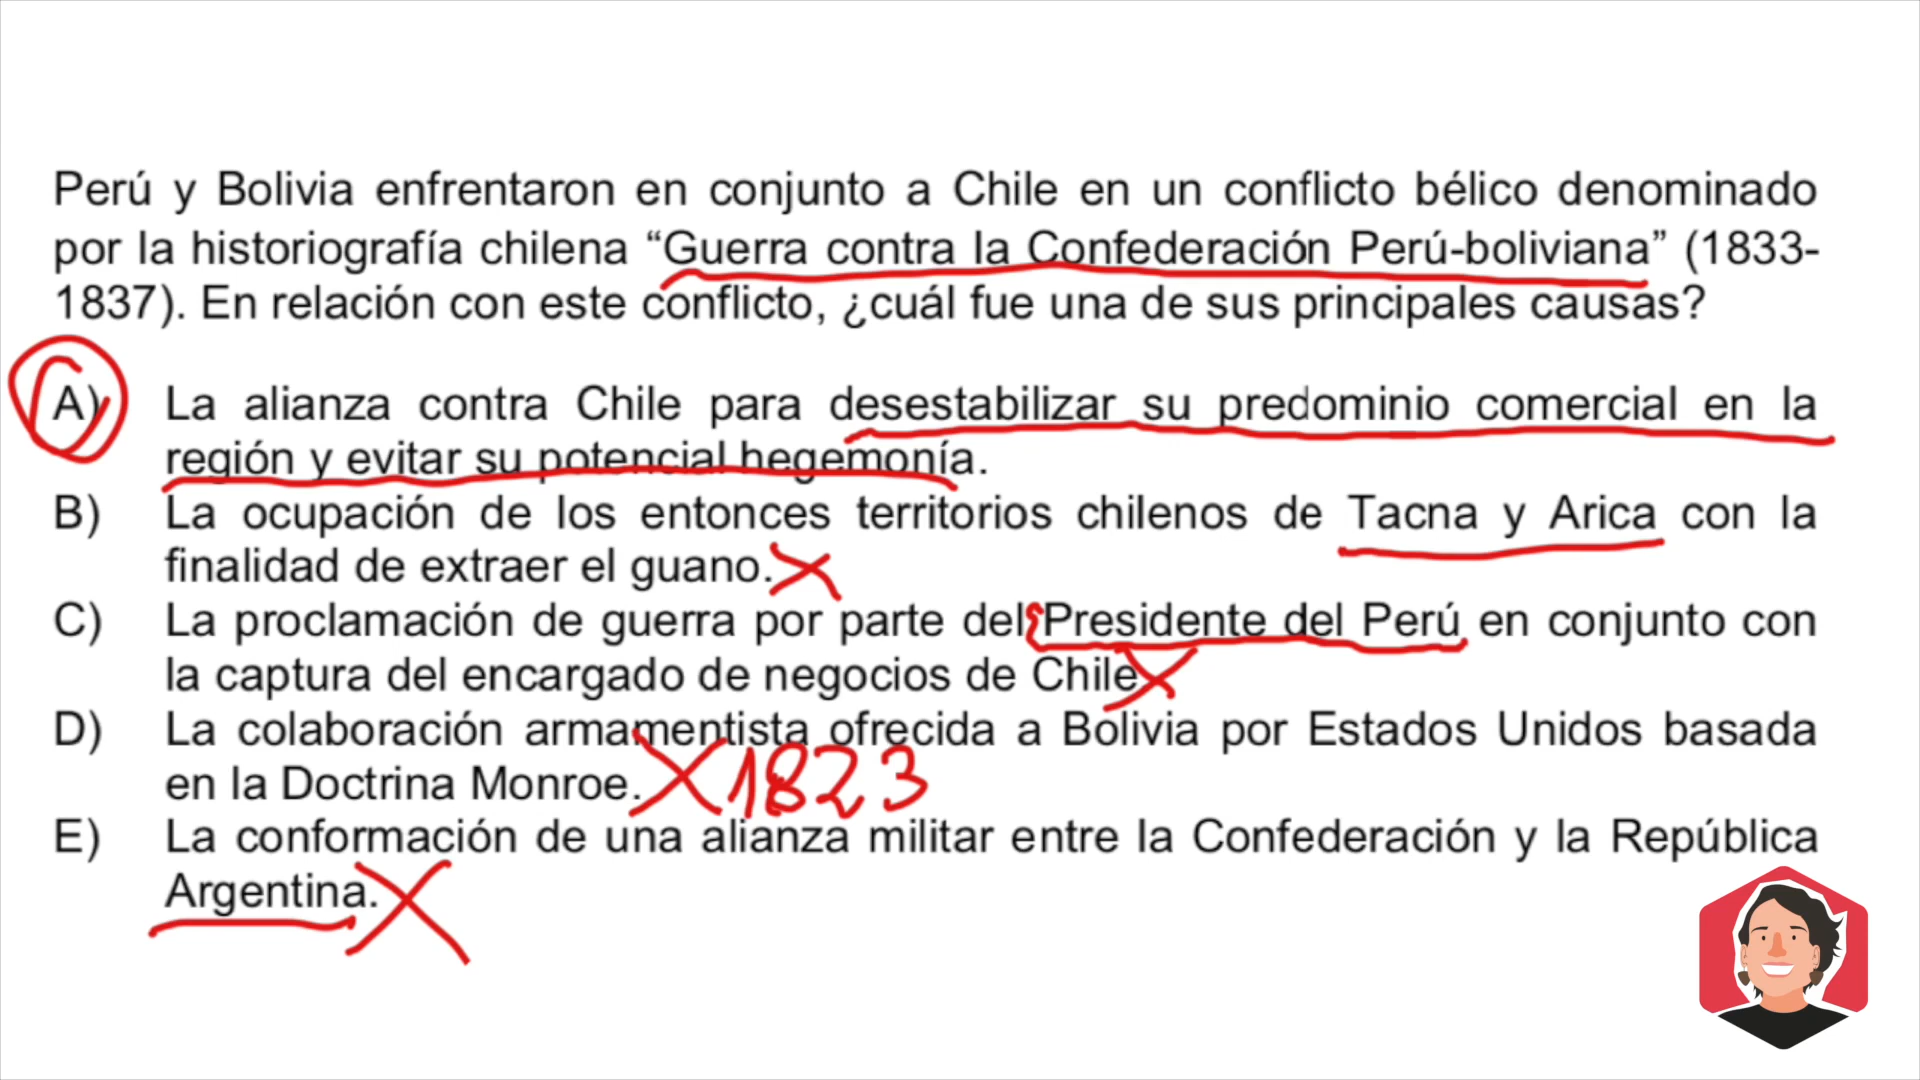 Perú y Bolivia enfrentaron en conjunto a Chile en un conflicto bélico denominado
por la historiografía chilena “Guerra contra la Confederación Perú-boliviana” (1833-
1837). En relación con este conflicto, ¿cuál fue una de sus principales causas?
A) La alianza contra Chile para desestabilizar su predominio comercial en la
región y evitar su potencial hegemonía.
B) La ocupación de los entonces territorios chilenos de Tacna y Arica con la
finalidad de extraer el guano.
C) La proclamación de guerra por parte del Presidente del Perú en conjunto con
la captura del encargado de negocios de Chile
D) La colaboración armamentista ofrecida a Bolivia por Estados Unidos basada
en la Doctrina Monroe. 1823
E) La conformación de una alianza militar entre la Confederación y la República
Argentina.